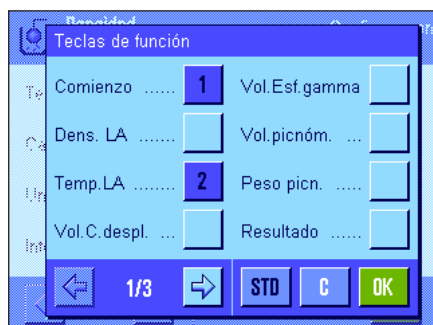 Densidad
Teclas de función
Comienzo ...... 1
Vol.Esf.gamma
Dens. LA .......
Vol.picnóm. ...
Temp.LA ........ 2
Peso picn. .....
Vol.C.despl. ...
Resultado ......
1/3
STD
C
OK